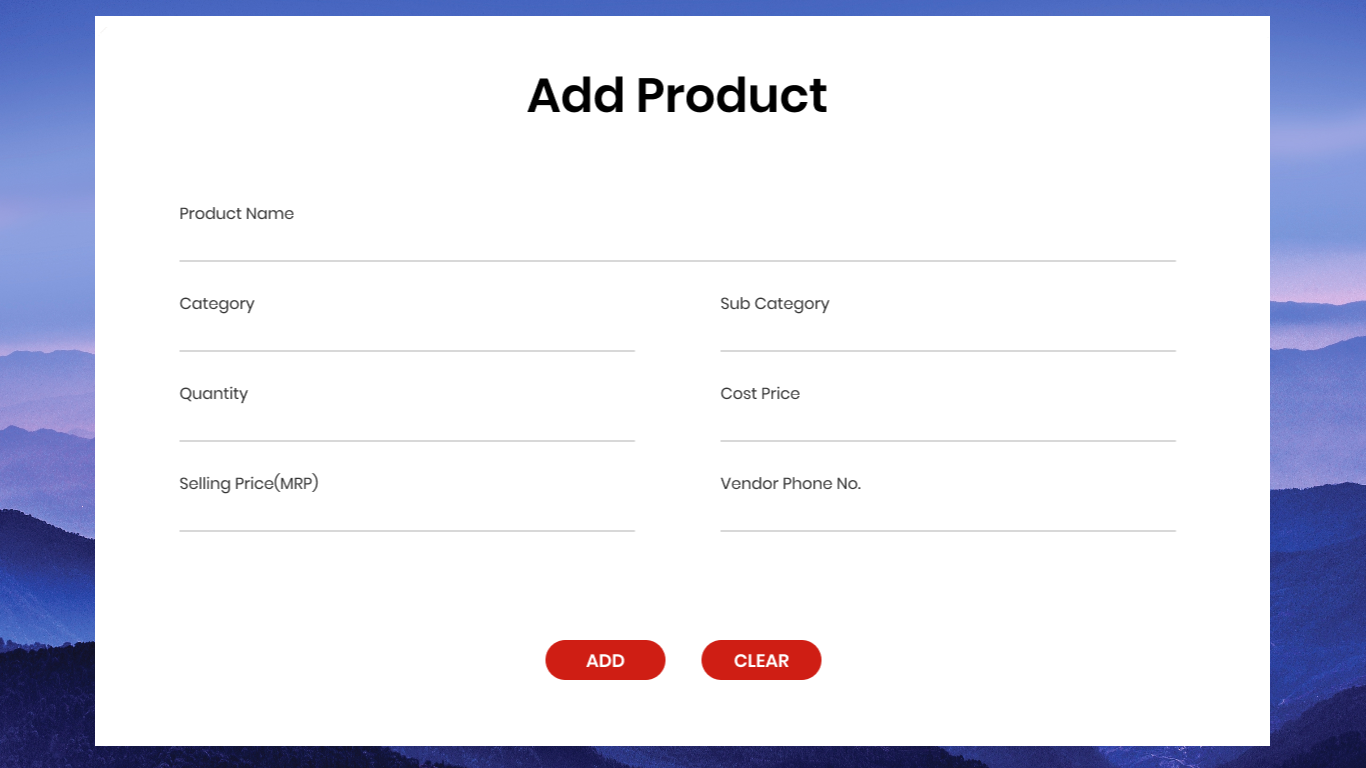 Add Product
Product Name
Category
Sub Category
Quantity
Cost Price
Selling Price(MRP)
Vendor Phone No.
ADD
CLEAR